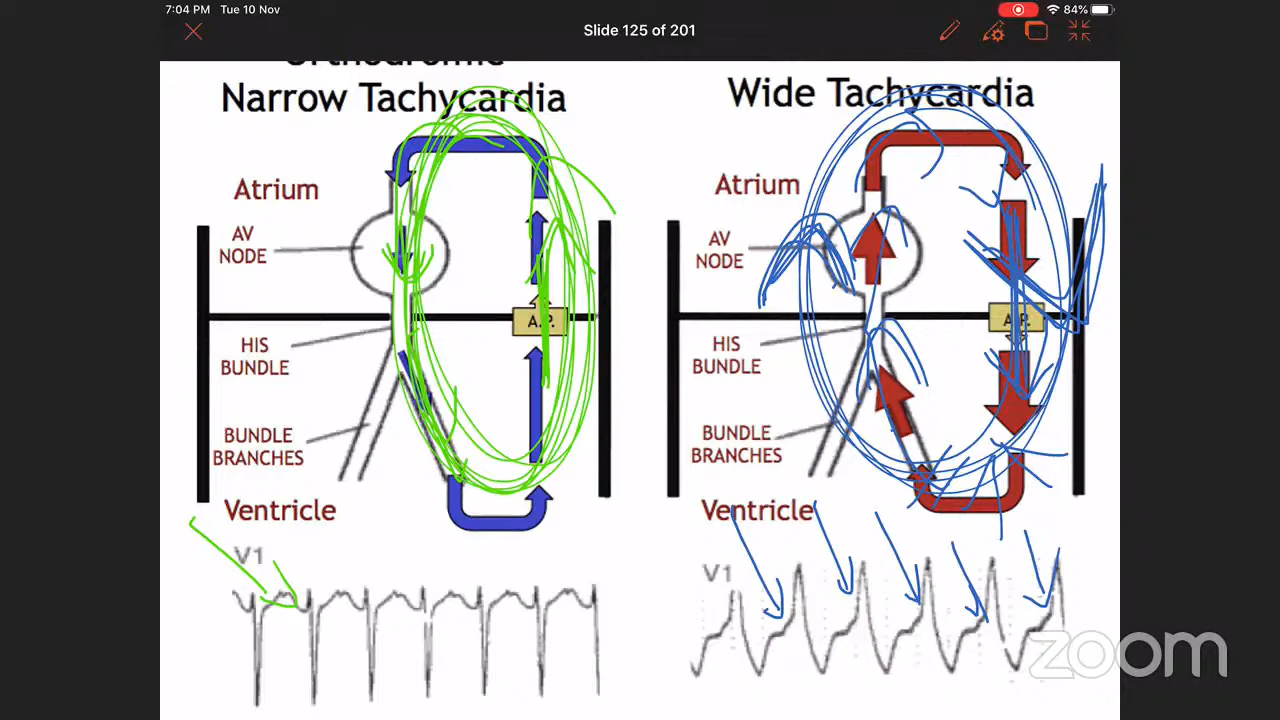 7:04 PM Tue 10 Nov
84%
Slide 125 of 201
Narrow Tachycardia
Wide Tachycardia
Atrium
AV
NODE
A.P.
HIS
BUNDLE
BUNDLE
BRANCHES
Ventricle
V1
Atrium
AV
NODE
A.P.
HIS
BUNDLE
BUNDLE
BRANCHES
Ventricle
V1
zoom